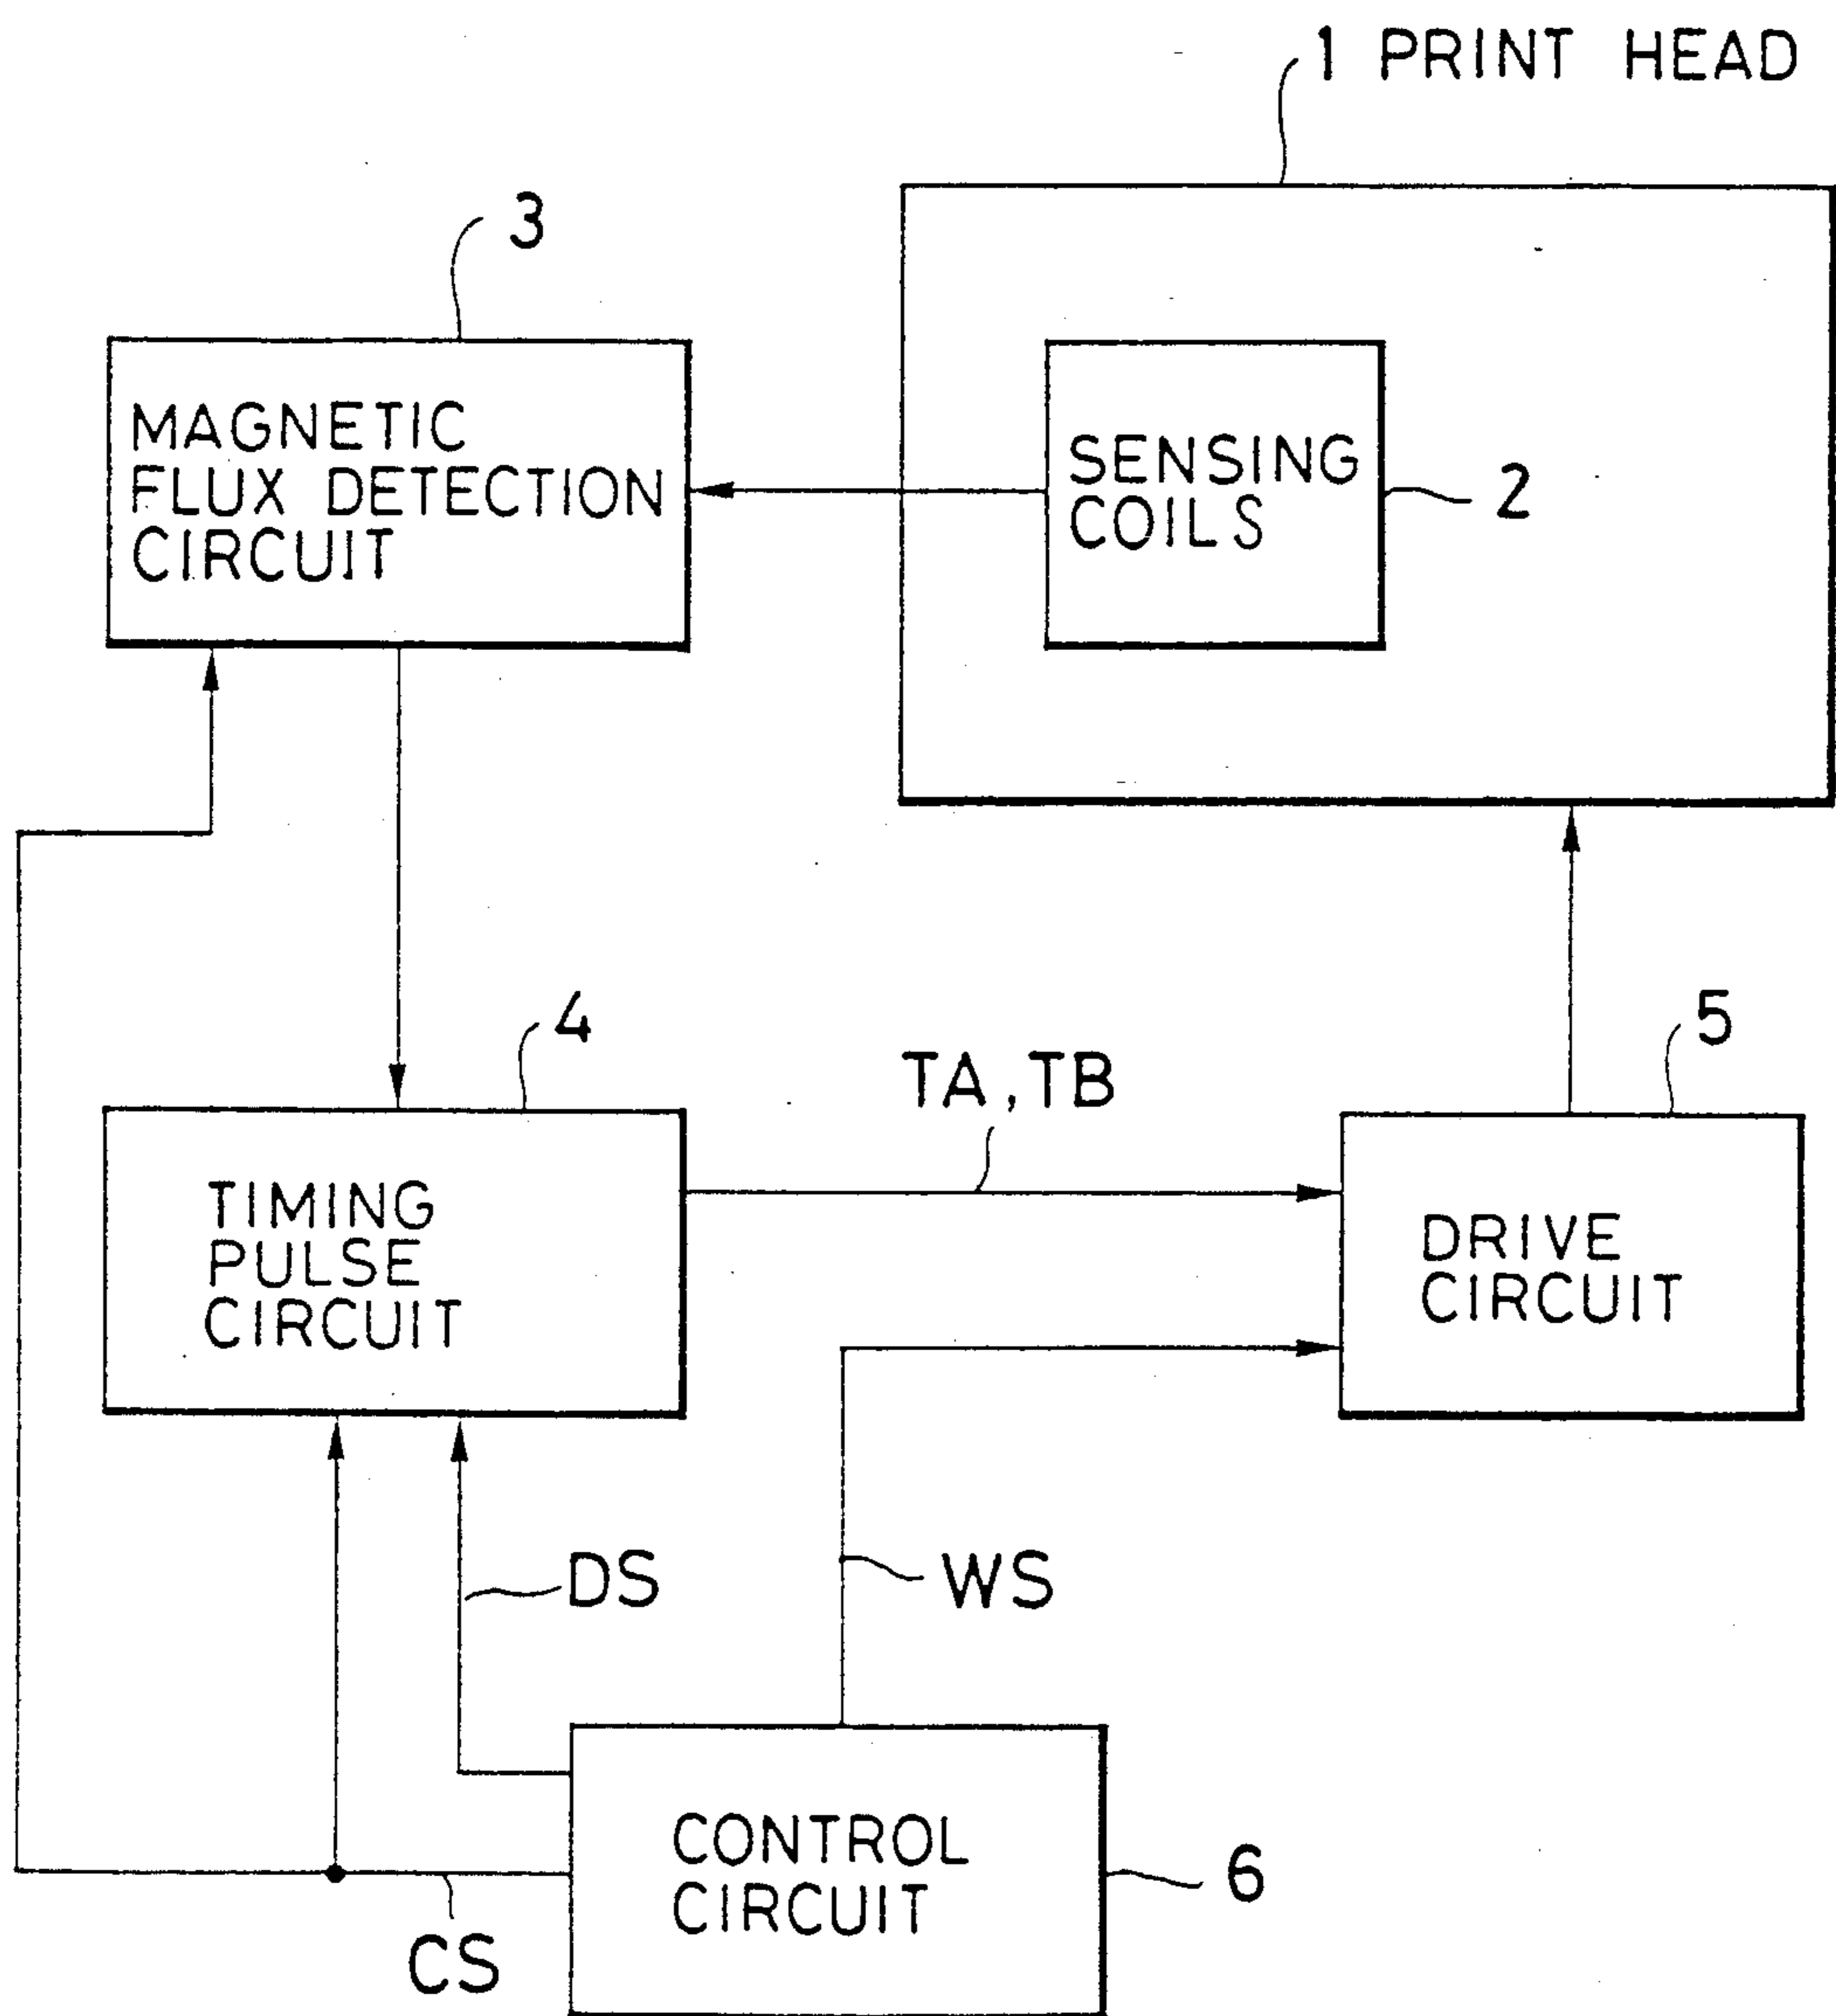 1 PRINT HEAD
3
MAGNETIC
FLUX DETECTION
CIRCUIT
SENSING
COILS
2
4
TA,TB
5
TIMING
PULSE
CIRCUIT
DRIVE
CIRCUIT
DS
WS
CONTROL
CIRCUIT
6
CS